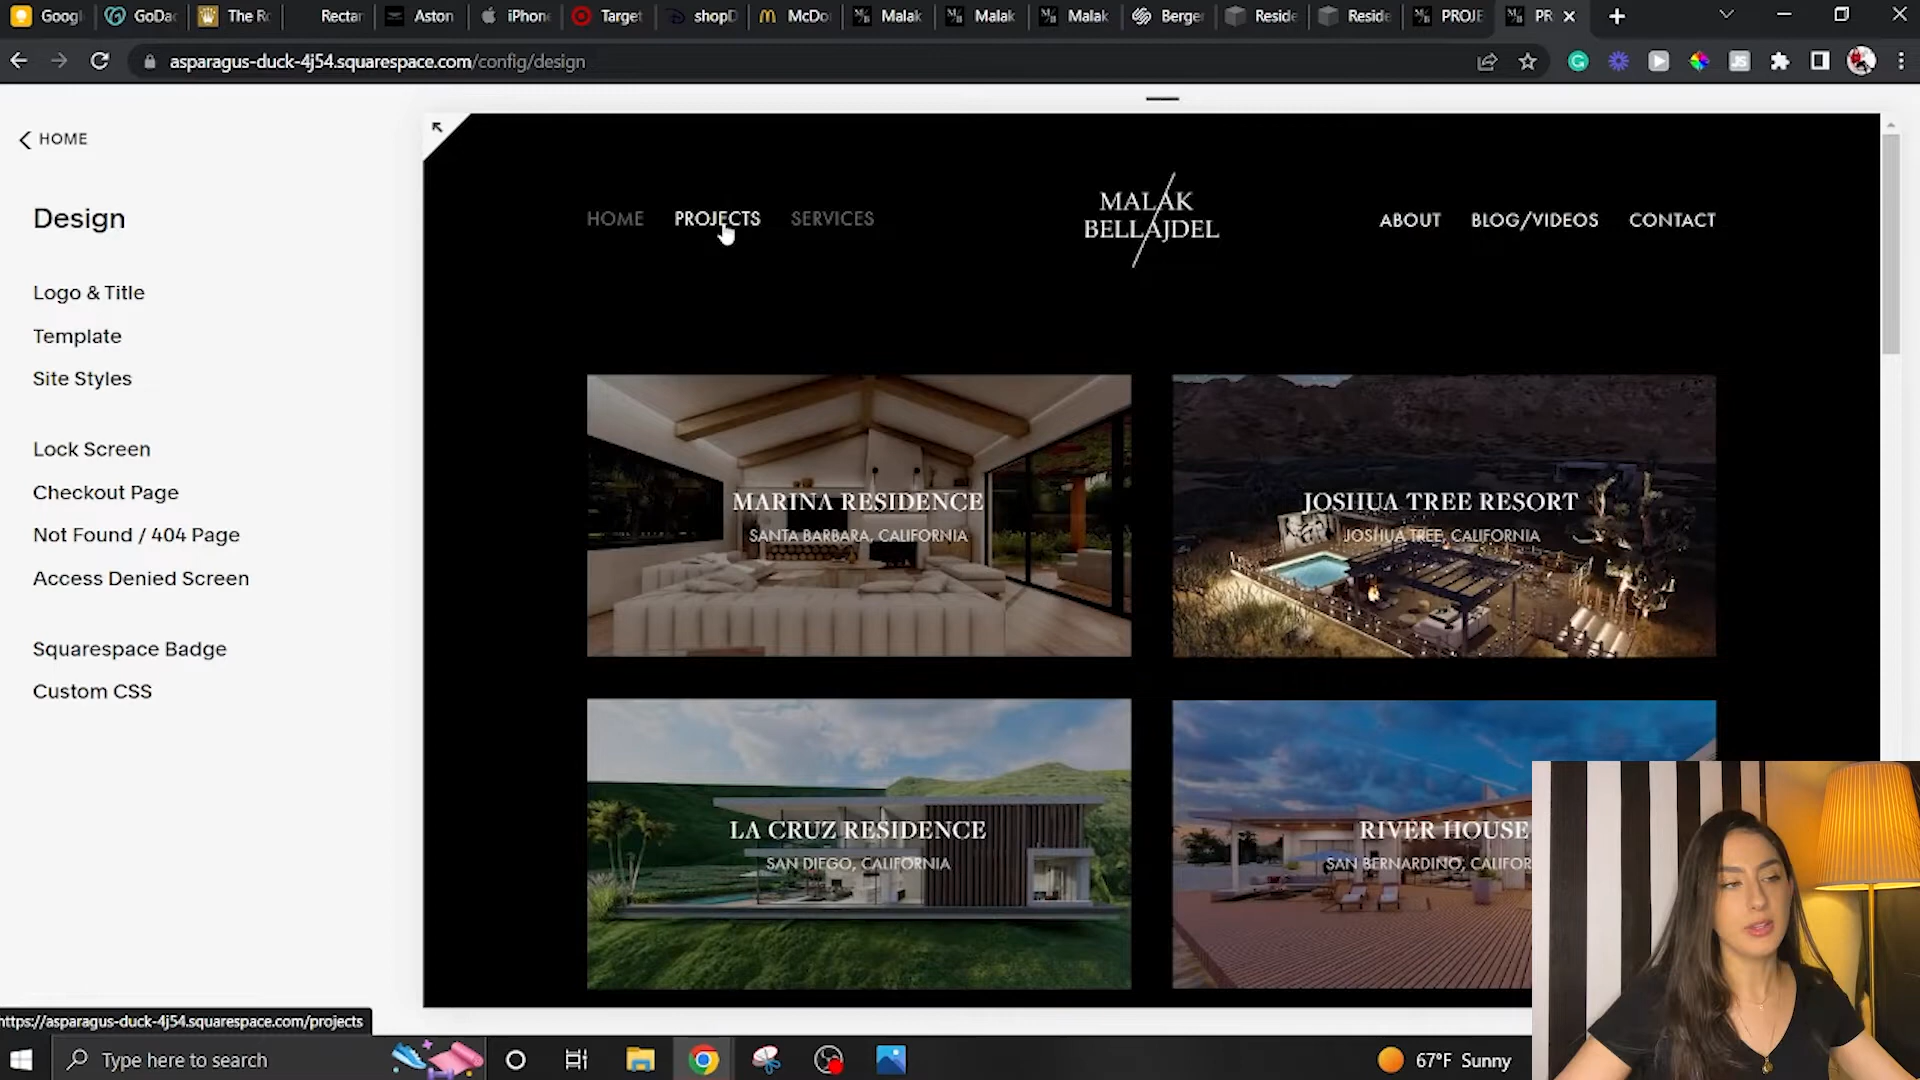 Googl
GoDa
The R
Rectar
Aston
iPhon
Target
shopD
McDo
Malak
Malak
Malak
Berger
Reside
Reside
PROJE
PR
asparagus-duck-4j54.squarespace.com/config/design
HOME
Design
Logo & Title
Template
Site Styles
Lock Screen
Checkout Page
Not Found / 404 Page
Access Denied Screen
Squarespace Badge
Custom CSS
HOME PROJECTS SERVICES
MALAK
BELLAJDEL
ABOUT BLOG/VIDEOS CONTACT
MARINA RESIDENCE
SANTA BARBARA, CALIFORNIA
JOSHUA TREE RESORT
JOSHUA TREE, CALIFORNIA
LA CRUZ RESIDENCE
SAN DIEGO, CALIFORNIA
RIVER HOUSE
SAN BERNARDINO, CALIFOR
https://asparagus-duck-4j54.squarespace.com/projects
Type here to search
67°F Sunny